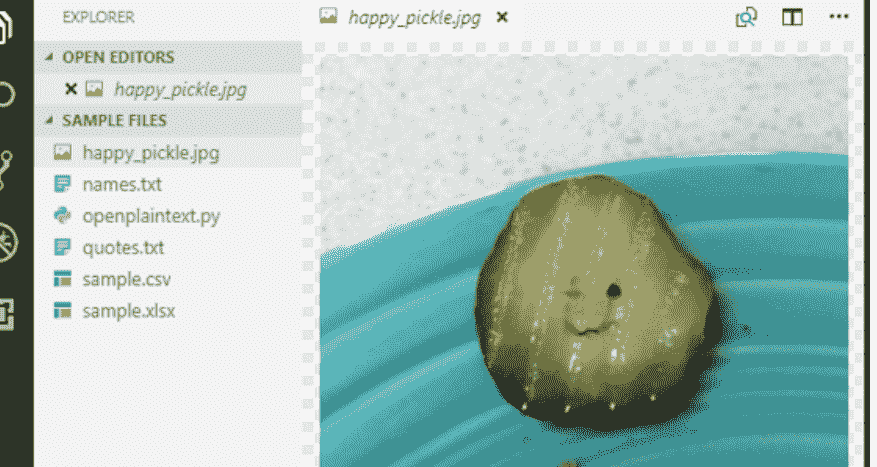 EXPLORER
OPEN EDITORS
happy_pickle.jpg
SAMPLE FILES
happy_pickle.jpg
names.txt
openplaintext.py
quotes.txt
sample.csv
sample.xlsx
happy_pickle.jpg